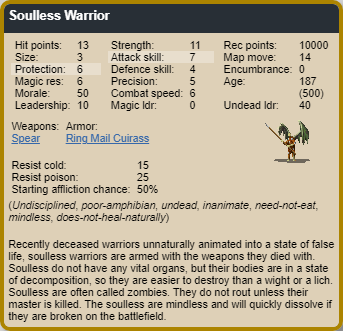 Soulless Warrior
Hit points: 13 Strength: 11 Rec points: 10000
Size: 3 Attack skill: 7 Map move: 14
Protection: 6 Defence skill: 4 Encumbrance: 0
Magic res: 6 Precision: 5 Age: 187
Morale: 50 Combat speed: 6 (500)
Leadership: 10 Magic ldr: 0 Undead ldr: 40
Weapons: Armor:
Spear Ring Mail Cuirass
Resist cold: 15
Resist poison: 25
Starting affliction chance: 50%
(Undisciplined, poor-amphibian, undead, inanimate, need-not-eat,
mindless, does-not-heal-naturally)
Recently deceased warriors unnaturally animated into a state of false
life, soulless warriors are armed with the weapons they died with.
Soulless do not have any vital organs, but their bodies are in a state
of decomposition, so they are easier to destroy than a wight or a lich.
Soulless are often called zombies. They do not rout unless their
master is killed. The soulless are mindless and will quickly dissolve if
they are broken on the battlefield.